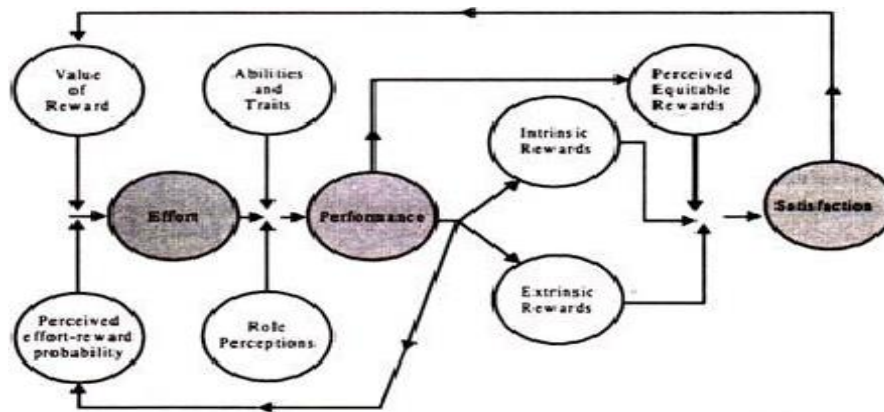 Value
of
Reward
Abilities
and
Traits
Perceived
Equitable
Rewards
Intrinsic
Rewards
Effort
Performance
Satisfaction
Extrinsic
Rewards
Perceived
effort-reward
probability
Role
Perceptions